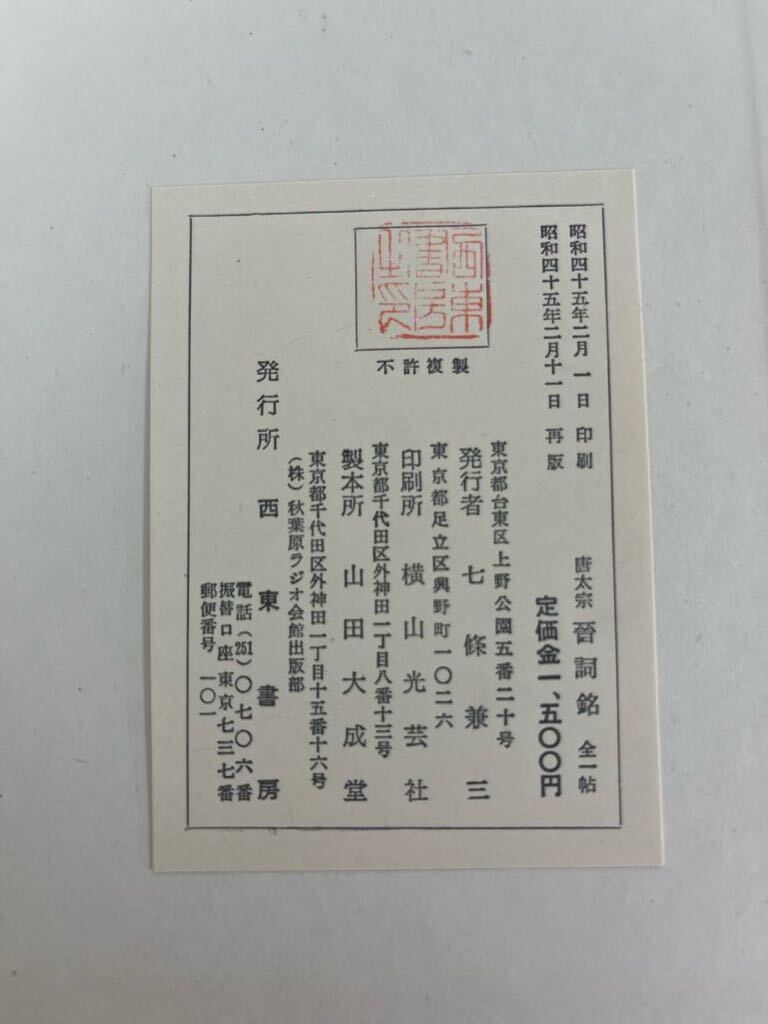 昭和四十五年二月一日 印刷
昭和四十五年二月十一日 再版
唐太宗 晉詞銘 全一帖
定価金一、五〇〇円
西東書房之印
不許複製
東京都台東区上野公園五番二十号
発行者 七條兼三
東京都足立区興野町一〇二六
印刷所 横山光芸社
東京都千代田区外神田一丁目八番十三号
製本所 山田大成堂
東京都千代田区外神田一丁目十五番十六号
(株)秋葉原ラジオ会館出版部
発行所 西東書房
電話(251)〇七〇六番
振替口座東京七三七番
郵便番号 一〇一